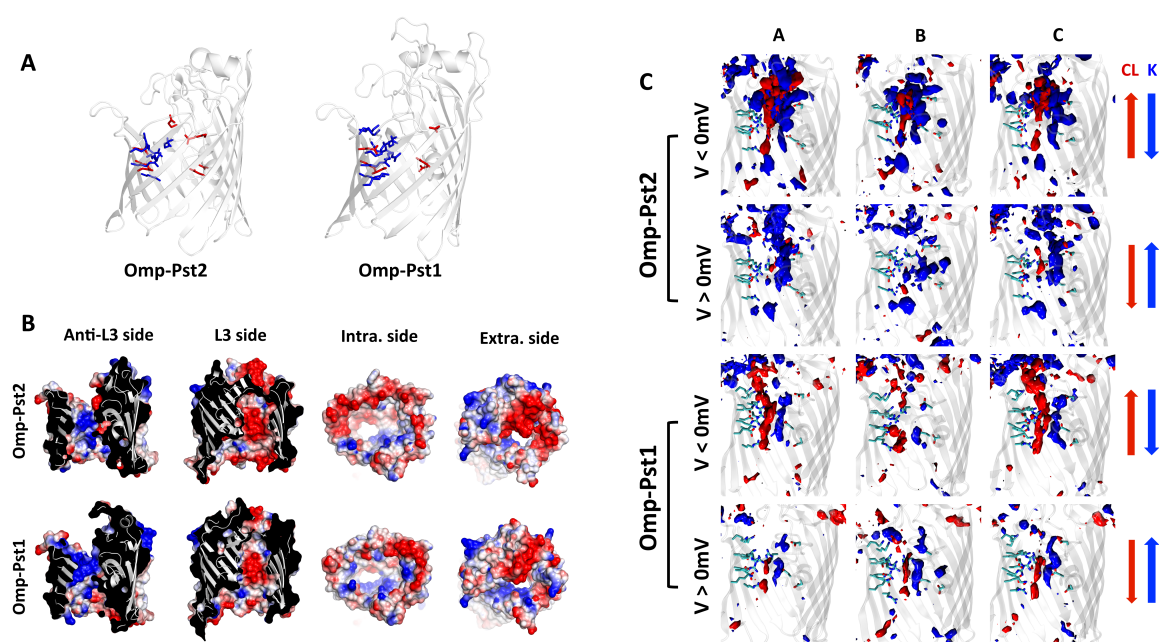 A
Omp-Pst2
Omp-Pst1
B
Anti-L3 side
L3 side
Intra. side
Extra. side
Omp-Pst2
Omp-Pst1
C
A
B
C
CL
K
Omp-Pst2
V < 0mV
V > 0mV
Omp-Pst1
V < 0mV
V > 0mV